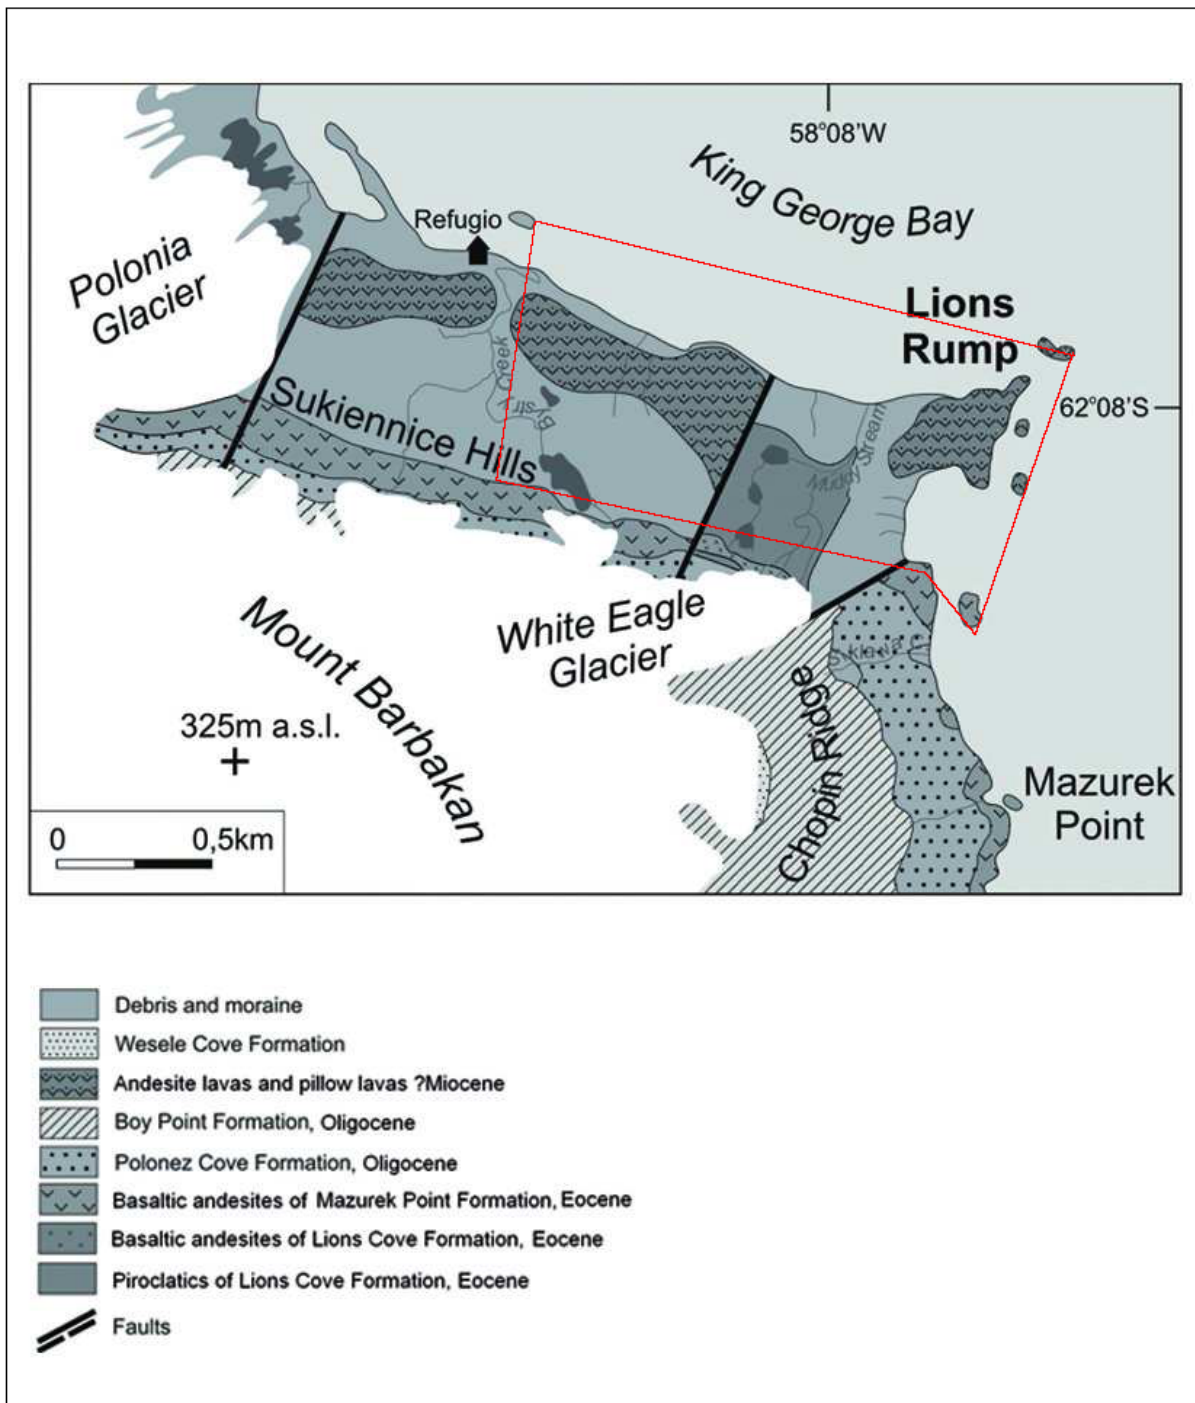 58°08'W
King George Bay
Refugio
Polonia
Glacier
Lions
Rump
62°08'S
Bystry Creek
Sukiennice Hills
Muddy Stream
White Eagle
Glacier
Mount Barbakan
325m a.s.l.
Chopin Ridge
Mazurek
Point
0 0,5km
Debris and moraine
Wesele Cove Formation
Andesite lavas and pillow lavas ?Miocene
Boy Point Formation, Oligocene
Polonez Cove Formation, Oligocene
Basaltic andesites of Mazurek Point Formation, Eocene
Basaltic andesites of Lions Cove Formation, Eocene
Piroclatics of Lions Cove Formation, Eocene
Faults